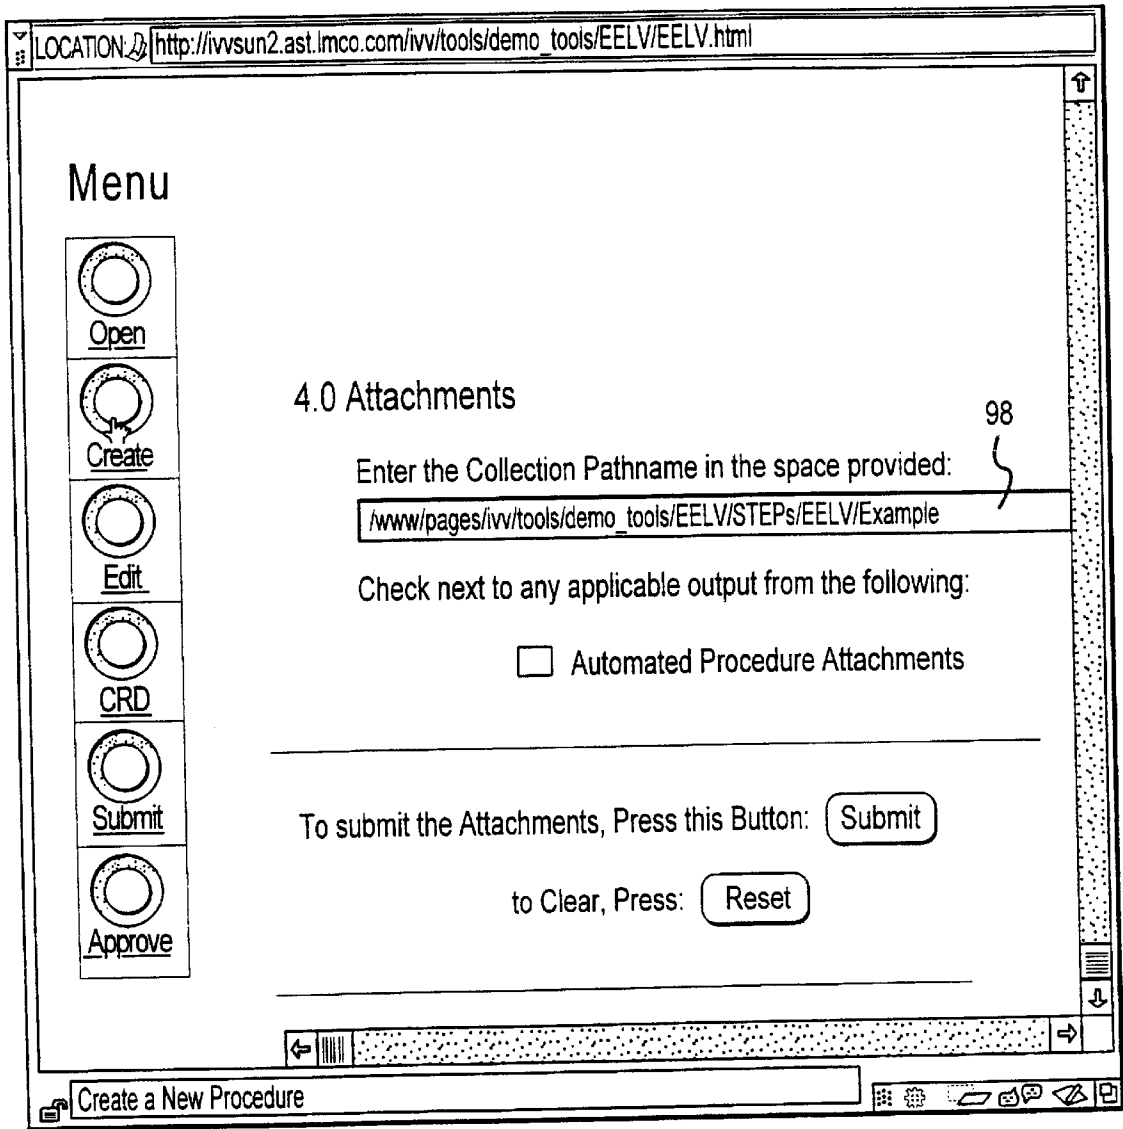 LOCATION: http://ivvsun2.ast.lmco.com/ivv/tools/demo_tools/EELV/EELV.html
Menu
Open
Create
Edit
CRD
Submit
Approve
4.0 Attachments
98
Enter the Collection Pathname in the space provided:
/www/pages/ivv/tools/demo_tools/EELV/STEPs/EELV/Example
Check next to any applicable output from the following:
Automated Procedure Attachments
To submit the Attachments, Press this Button: Submit
to Clear, Press: Reset
Create a New Procedure